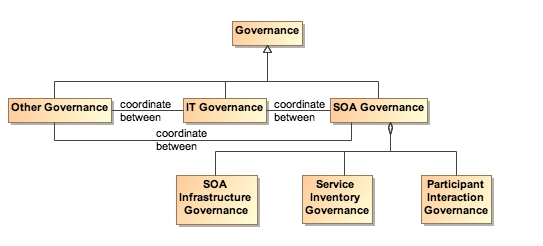 Governance
Other Governance
coordinate
between
IT Governance
coordinate
between
SOA Governance
coordinate
between
SOA
Infrastructure
Governance
Service
Inventory
Governance
Participant
Interaction
Governance